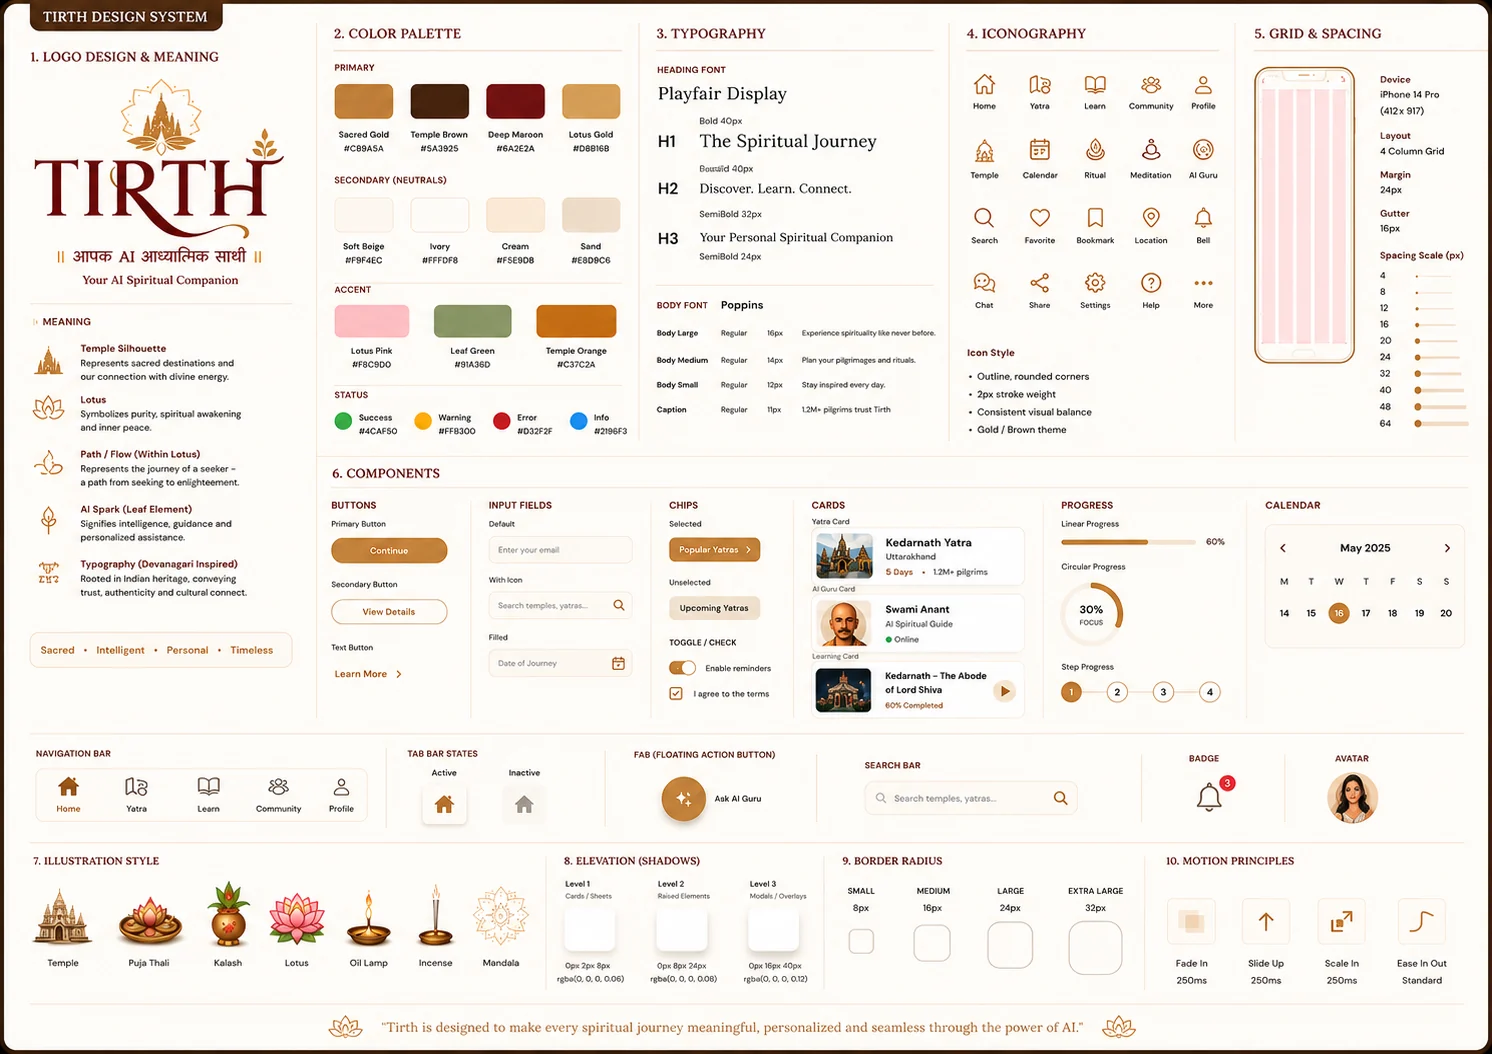 TIRTH DESIGN SYSTEM
1. LOGO DESIGN & MEANING
TIRTH
|| आपक AI आध्यात्मिक साथी ||
Your AI Spiritual Companion
MEANING
Temple Silhouette
Represents sacred destinations and
our connection with divine energy.
Lotus
Symbolizes purity, spiritual awakening
and inner peace.
Path / Flow (Within Lotus)
Represents the journey of a seeker –
a path from seeking to enlighteement.
AI Spark (Leaf Element)
Signifies intelligence, guidance and
personalized assistance.
Typography (Devanagari Inspired)
Rooted in Indian heritage, conveying
trust, authenticity and cultural connect.
Sacred • Intelligent • Personal • Timeless
2. COLOR PALETTE
PRIMARY
Sacred Gold Temple Brown Deep Maroon Lotus Gold
#C89A5A #5A3925 #6A2E2A #D8B16B
SECONDARY (NEUTRALS)
Soft Beige Ivory Cream Sand
#F9F4EC #FFFDF8 #F5E9D8 #E8D9C6
ACCENT
Lotus Pink Leaf Green Temple Orange
#F8C9D0 #91A36D #C37C2A
STATUS
Success Warning Error Info
#4CAF50 #FFB300 #D32F2F #2196F3
3. TYPOGRAPHY
HEADING FONT
Playfair Display
Bold 40px
H1 The Spiritual Journey
40px
H2 Discover. Learn. Connect.
SemiBold 32px
H3 Your Personal Spiritual Companion
SemiBold 24px
BODY FONT Poppins
Body Large Regular 16px Experience spirituality like never before.
Body Medium Regular 14px Plan your pilgrimages and rituals.
Body Small Regular 12px Stay inspired every day.
Caption Regular 11px 1.2M+ pilgrims trust Tirth
4. ICONOGRAPHY
Home Yatra Learn Community Profile
Temple Calendar Ritual Meditation AI Guru
Search Favorite Bookmark Location Bell
Chat Share Settings Help More
Icon Style
• Outline, rounded corners
• 2px stroke weight
• Consistent visual balance
• Gold / Brown theme
5. GRID & SPACING
Device
iPhone 14 Pro
(412x 917)
Layout
4 Column Grid
Margin
24px
Gutter
16px
Spacing Scale (px)
4
8
12
16
20
24
32
40
48
64
6. COMPONENTS
BUTTONS
Primary Button
Continue
Secondary Button
View Details
Text Button
Learn More >
INPUT FIELDS
Default
Enter your email
With Icon
Search temples, yatras...
Filled
Date of Journey
CHIPS
Selected
Popular Yatras >
Unselected
Upcoming Yatras
TOGGLE / CHECK
Enable reminders
I agree to the terms
CARDS
Yatra Card
Kedarnath Yatra
Uttarakhand
5 Days • 1.2M+ pilgrims
AI Guru Card
Swami Anant
AI Spiritual Guide
Online
Learning Card
Kedarnath – The Abode
of Lord Shiva
60% Completed
PROGRESS
Linear Progress
60%
Circular Progress
30%
FOCUS
Step Progress
1 2 3 4
CALENDAR
< May 2025 >
M T W T F S S
14 15 16 17 18 19 20
NAVIGATION BAR
Home Yatra Learn Community Profile
TAB BAR STATES
Active Inactive
FAB (FLOATING ACTION BUTTON)
Ask AI Guru
SEARCH BAR
Search temples, yatras...
BADGE
3
AVATAR
7. ILLUSTRATION STYLE
Temple Puja Thali Kalash Lotus Oil Lamp Incense Mandala
8. ELEVATION (SHADOWS)
Level 1 Level 2 Level 3
Cards / Sheets Raised Elements Modals / Overlays
0px 2px 8px 0px 8px 24px 0px 16px 40px
rgba(0, 0, 0, 0.06) rgba(0, 0, 0, 0.08) rgba(0, 0, 0, 0.12)
9. BORDER RADIUS
SMALL MEDIUM LARGE EXTRA LARGE
8px 16px 24px 32px
10. MOTION PRINCIPLES
Fade In Slide Up Scale In Ease In Out
250ms 250ms 250ms Standard
"Tirth is designed to make every spiritual journey meaningful, personalized and seamless through the power of AI."